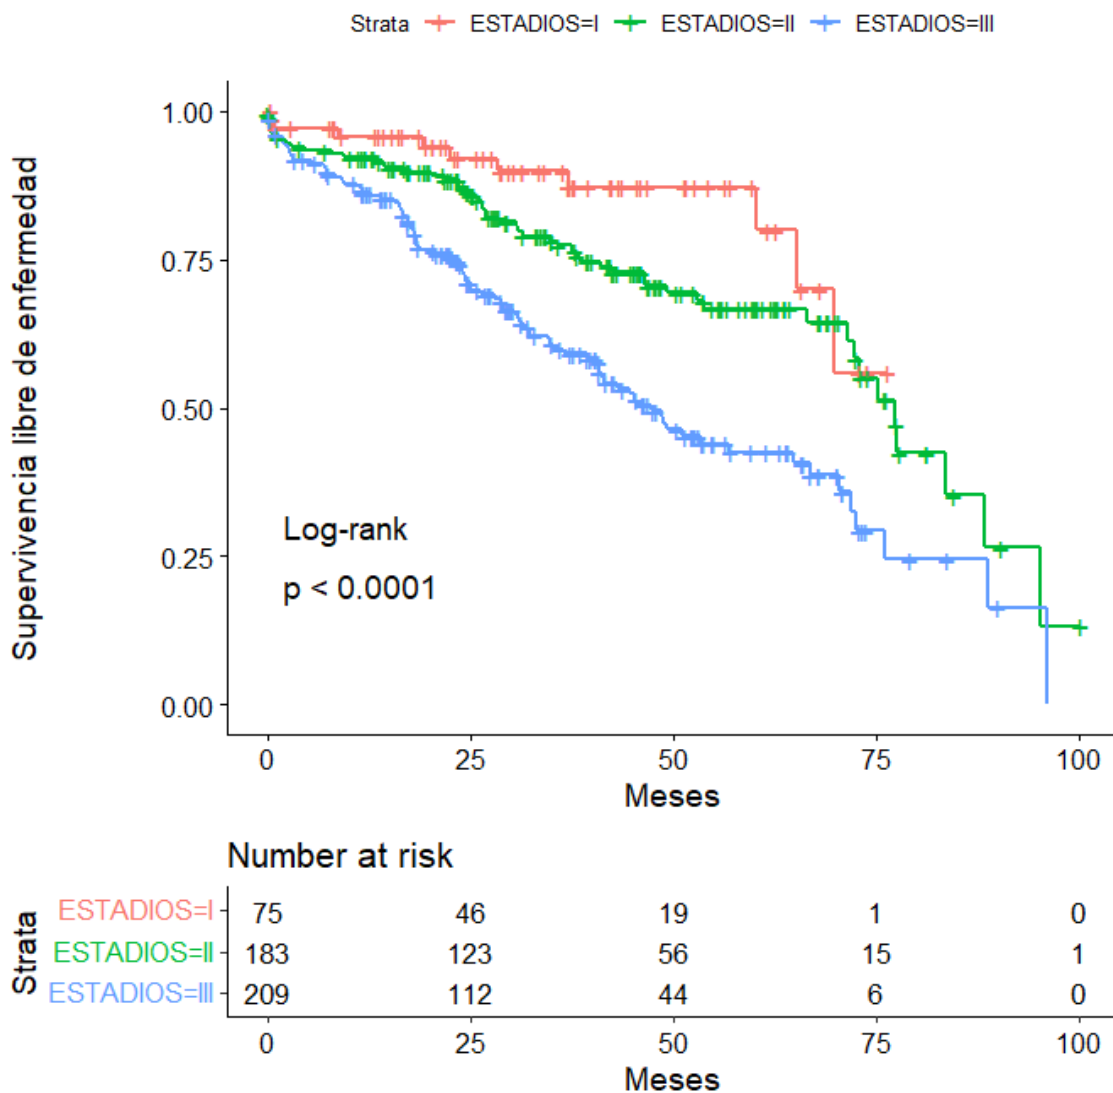 Strata ESTADIOS=I ESTADIOS=II ESTADIOS=III
Supervivencia libre de enfermedad
1.00
0.75
0.50
0.25
0.00
Log-rank
p < 0.0001
0 25 50 75 100
Meses
Number at risk
Strata
ESTADIOS=I 75 46 19 1 0
ESTADIOS=II 183 123 56 15 1
ESTADIOS=III 209 112 44 6 0
0 25 50 75 100
Meses